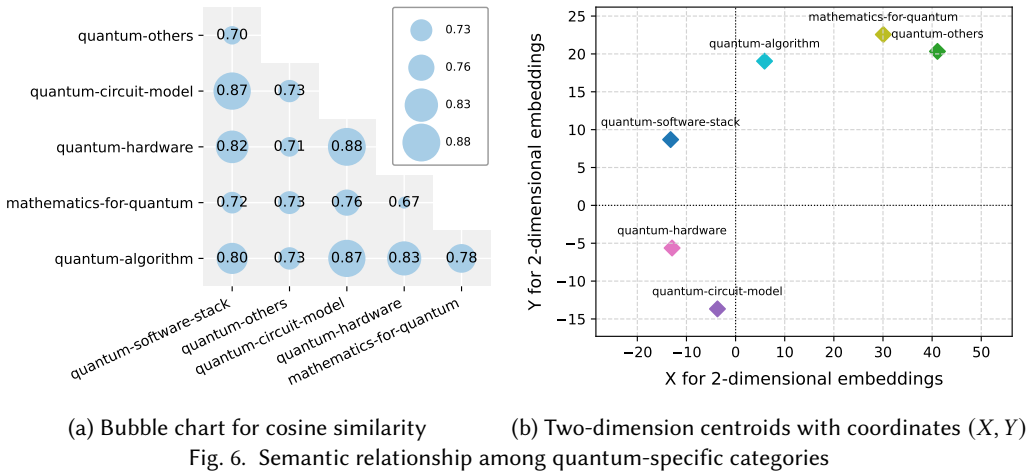 quantum-others
quantum-circuit-model
quantum-hardware
mathematics-for-quantum
quantum-algorithm
0.70
0.87 0.73
0.82 0.71 0.88
0.72 0.73 0.76 0.67
0.80 0.73 0.87 0.83 0.78
0.73
0.76
0.83
0.88
quantum-software-stack
quantum-others
quantum-circuit-model
quantum-hardware
mathematics-for-quantum
Y for 2-dimensional embeddings
25
20
15
10
5
0
−5
−10
−15
mathematics-for-quantum
quantum-others
quantum-algorithm
quantum-software-stack
quantum-hardware
quantum-circuit-model
−20 −10 0 10 20 30 40 50
X for 2-dimensional embeddings
(a) Bubble chart for cosine similarity
(b) Two-dimension centroids with coordinates (X, Y)
Fig. 6. Semantic relationship among quantum-specific categories